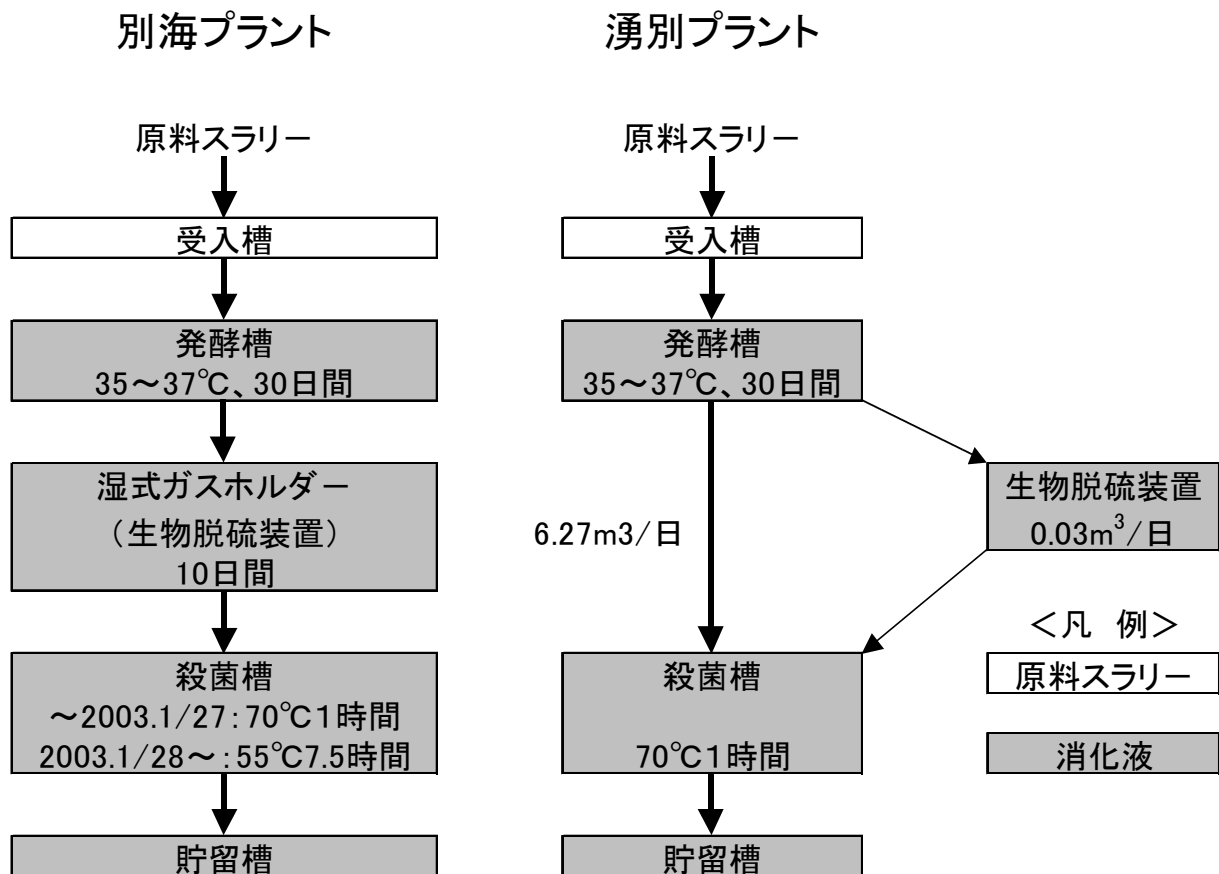 別海プラント
原料スラリー
受入槽
発酵槽
35～37℃、30日間
湿式ガスホルダー
（生物脱硫装置）
10日間
殺菌槽
～2003.1/27：70℃１時間
2003.1/28～：55℃7.5時間
貯留槽
湧別プラント
原料スラリー
受入槽
発酵槽
35～37℃、30日間
6.27m3/日
生物脱硫装置
0.03m³/日
殺菌槽
70℃１時間
貯留槽
＜凡 例＞
原料スラリー
消化液